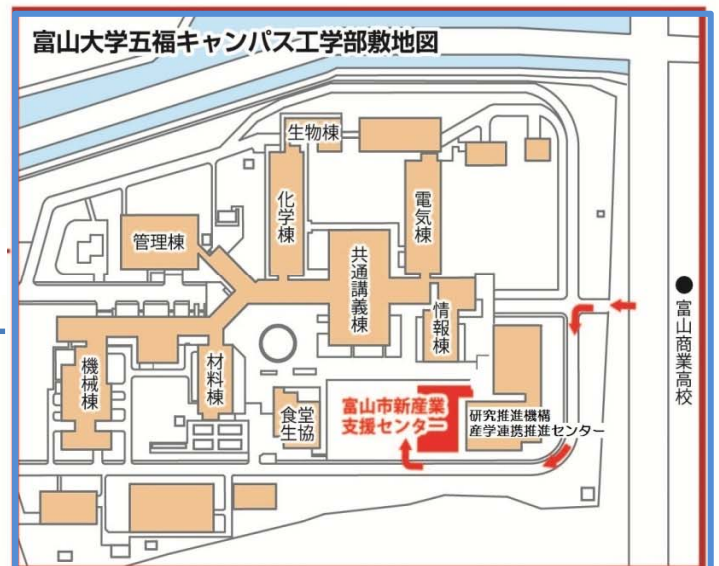 富山大学五福キャンパス工学部敷地図
生物棟
化学棟
電気棟
管理棟
共通講義棟
情報棟
機械棟
材料棟
食堂
生協
富山市新産業
支援センター
研究推進機構
産学連携推進センター
富山商業高校